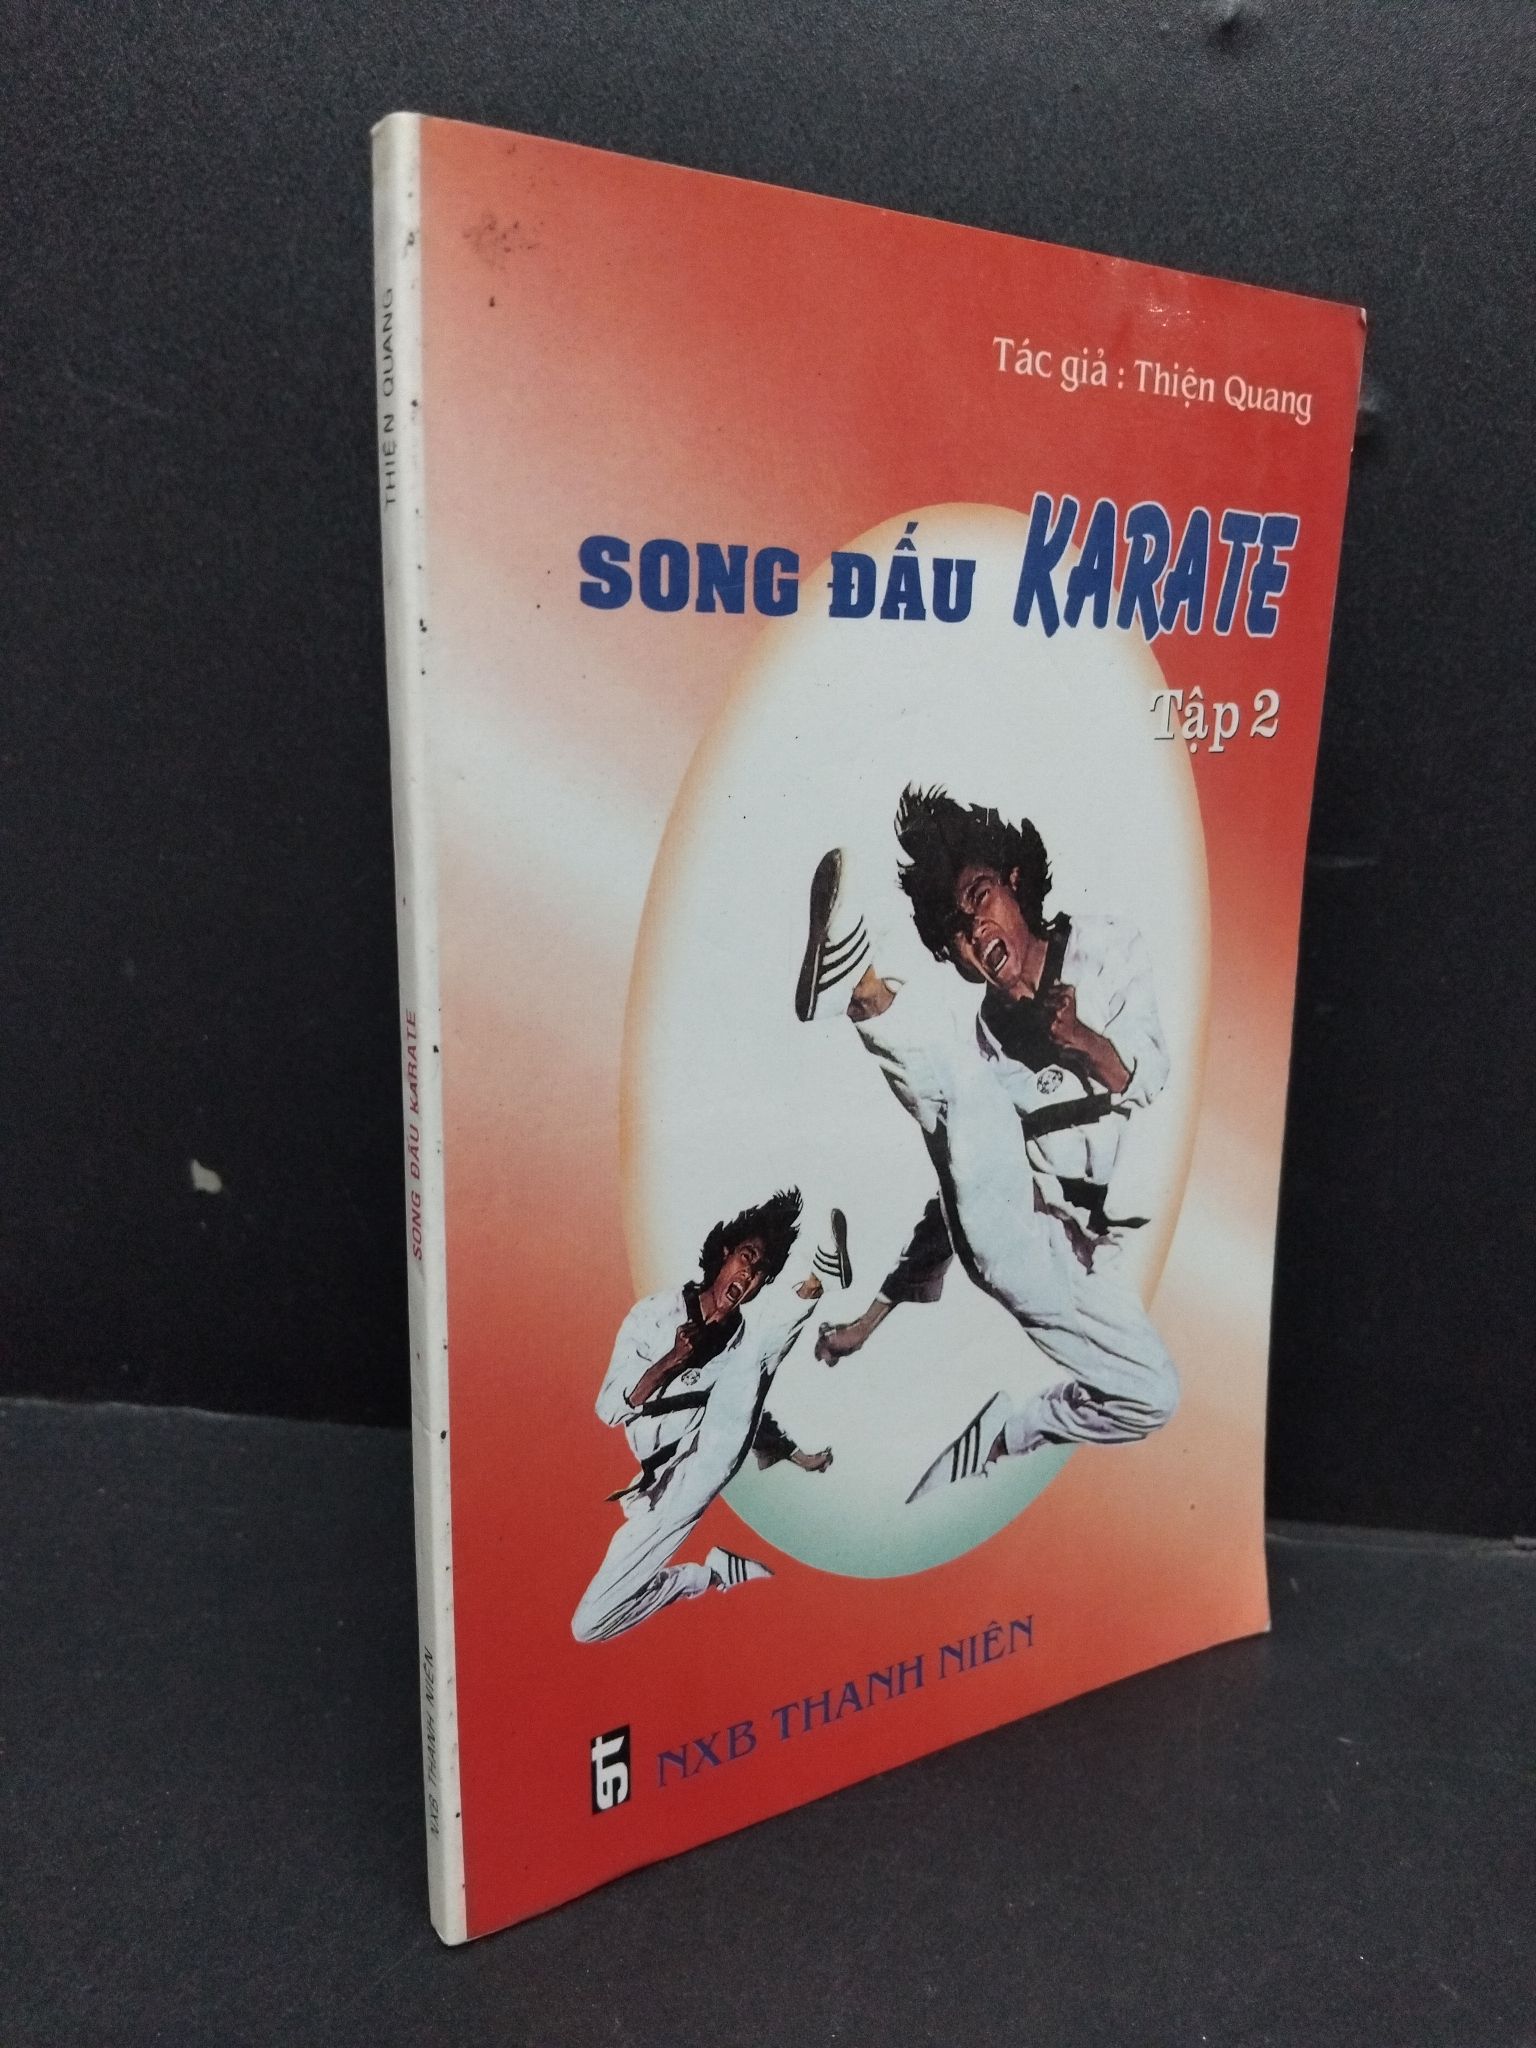 Tác giả : Thiện Quang
SONG ĐẤU KARATE
Tập 2
NXB THANH NIÊN
THIỆN QUANG
SONG ĐẤU KARATE
NXB THANH NIÊN